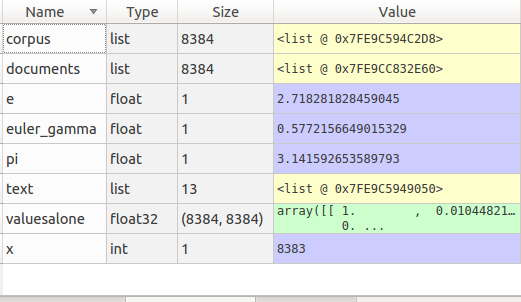 Name Type Size Value
corpus list 8384 <list @ 0x7FE9C594C2D8>
documents list 8384 <list @ 0x7FE9CC832E60>
e float 1 2.718281828459045
euler_gamma float 1 0.5772156649015329
pi float 1 3.141592653589793
text list 13 <list @ 0x7FE9C5949050>
valuesalone float32 (8384, 8384) array([[ 1. , 0.01044821…
0. ...
x int 1 8383